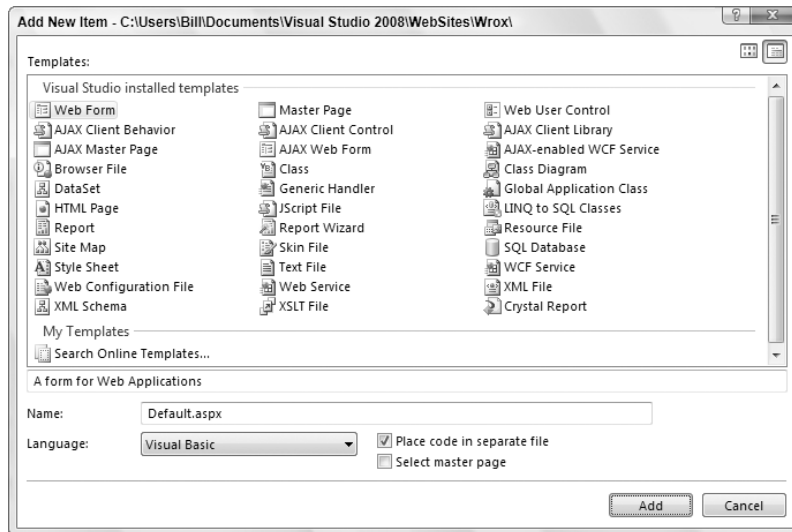 Add New Item - C:\Users\Bill\Documents\Visual Studio 2008\WebSites\Wrox\
Templates:
Visual Studio installed templates
Web Form Master Page Web User Control
AJAX Client Behavior AJAX Client Control AJAX Client Library
AJAX Master Page AJAX Web Form AJAX-enabled WCF Service
Browser File Class Class Diagram
DataSet Generic Handler Global Application Class
HTML Page JScript File LINQ to SQL Classes
Report Report Wizard Resource File
Site Map Skin File SQL Database
Style Sheet Text File WCF Service
Web Configuration File Web Service XML File
XML Schema XSLT File Crystal Report
My Templates
Search Online Templates...
A form for Web Applications
Name: Default.aspx
Language: Visual Basic Place code in separate file
Select master page
Add Cancel